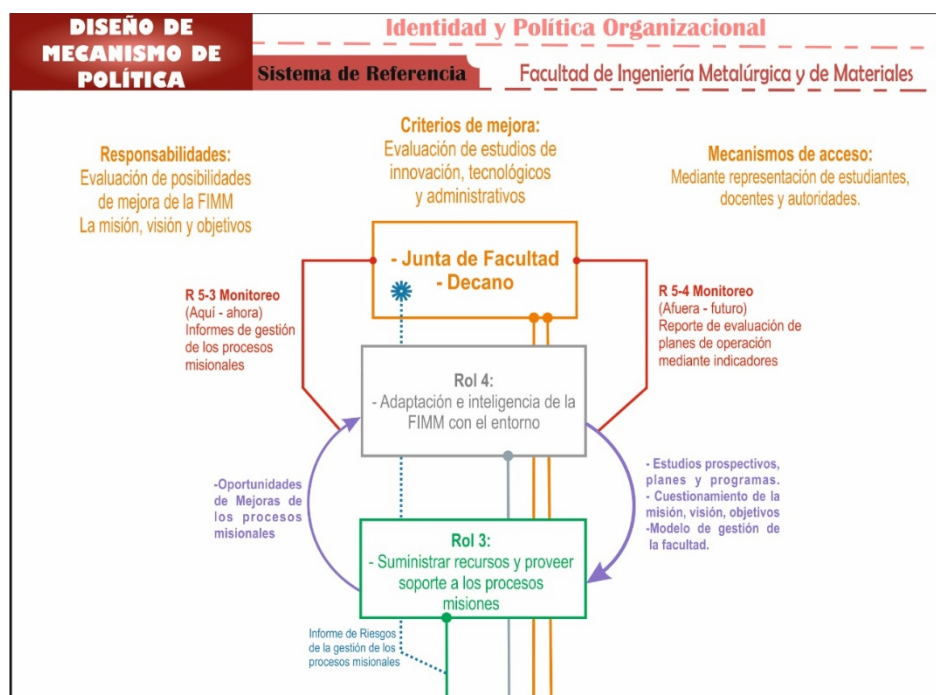 DISEÑO DE
MECANISMO DE
POLÍTICA
Identidad y Política Organizacional
Sistema de Referencia
Facultad de Ingeniería Metalúrgica y de Materiales
Responsabilidades:
Evaluación de posibilidades
de mejora de la FIMM
La misión, visión y objetivos
Criterios de mejora:
Evaluación de estudios de
innovación, tecnológicos
y administrativos
Mecanismos de acceso:
Mediante representación de estudiantes,
docentes y autoridades.
- Junta de Facultad
- Decano
R 5-3 Monitoreo
(Aquí - ahora)
Informes de gestión
de los procesos
misionales
R 5-4 Monitoreo
(Afuera - futuro)
Reporte de evaluación de
planes de operación
mediante indicadores
Rol 4:
- Adaptación e inteligencia de la
FIMM con el entorno
-Oportunidades
de Mejoras de
los procesos
misionales
- Estudios prospectivos,
planes y programas.
- Cuestionamiento de la
misión, visión, objetivos
-Modelo de gestión de
la facultad.
Rol 3:
- Suministrar recursos y proveer
soporte a los procesos
misiones
Informe de Riesgos
de la gestión de los
procesos misionales